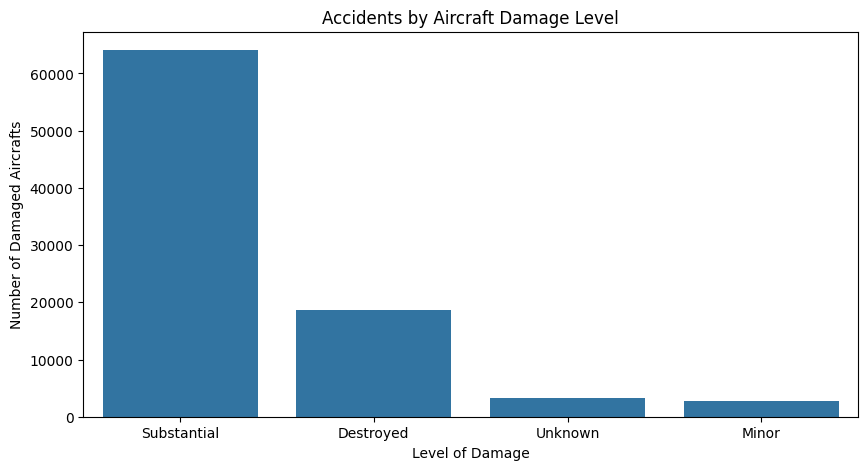 Accidents by Aircraft Damage Level
Number of Damaged Aircrafts
60000
50000
40000
30000
20000
10000
0
Substantial
Destroyed
Unknown
Minor
Level of Damage